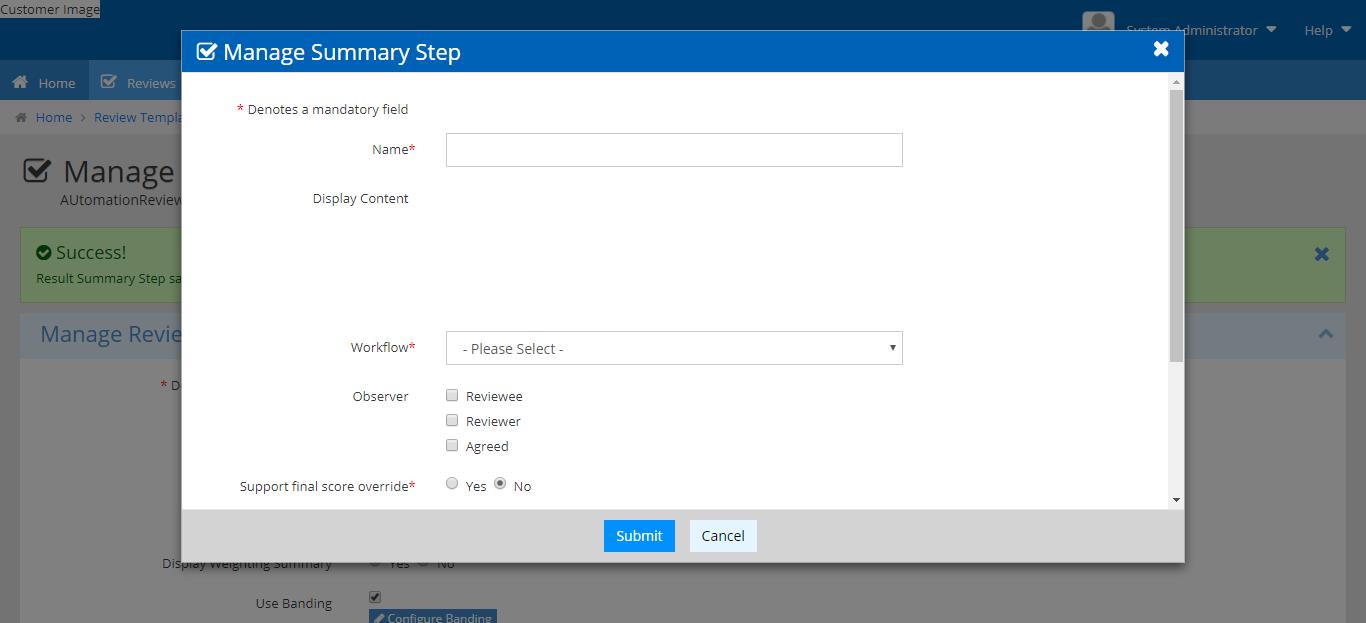 Customer Image
System Administrator Help
Manage Summary Step
Home Reviews
* Denotes a mandatory field
Home > Review Templa
Name*
Manage
Display Content
AUtomationReview
Success!
Result Summary Step sa
Manage Revie
Workflow* - Please Select -
* D
Observer Reviewee
Reviewer
Agreed
Support final score override* Yes No
Submit Cancel
Display Weighting Summary Yes No
Use Banding
Configure Banding